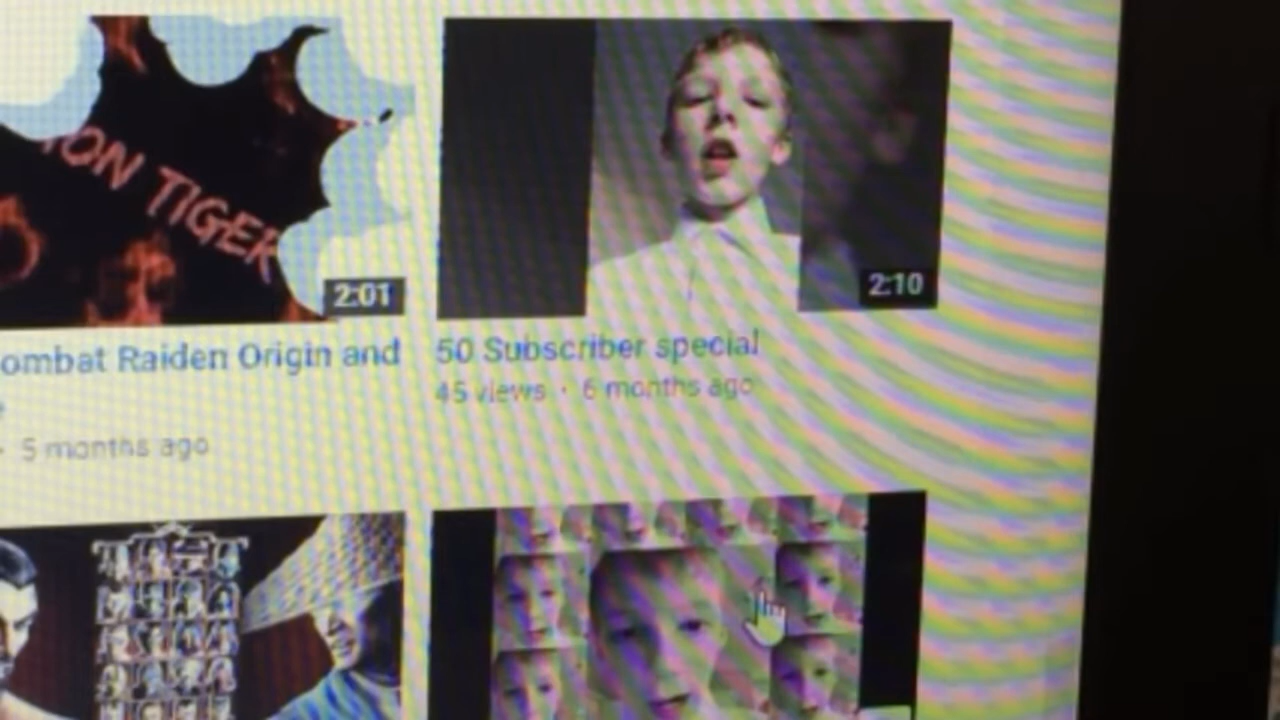 ION TIGER
2:01
2:10
ombat Raiden Origin and
50 Subscriber special
45 views · 6 months ago
· 5 months ago